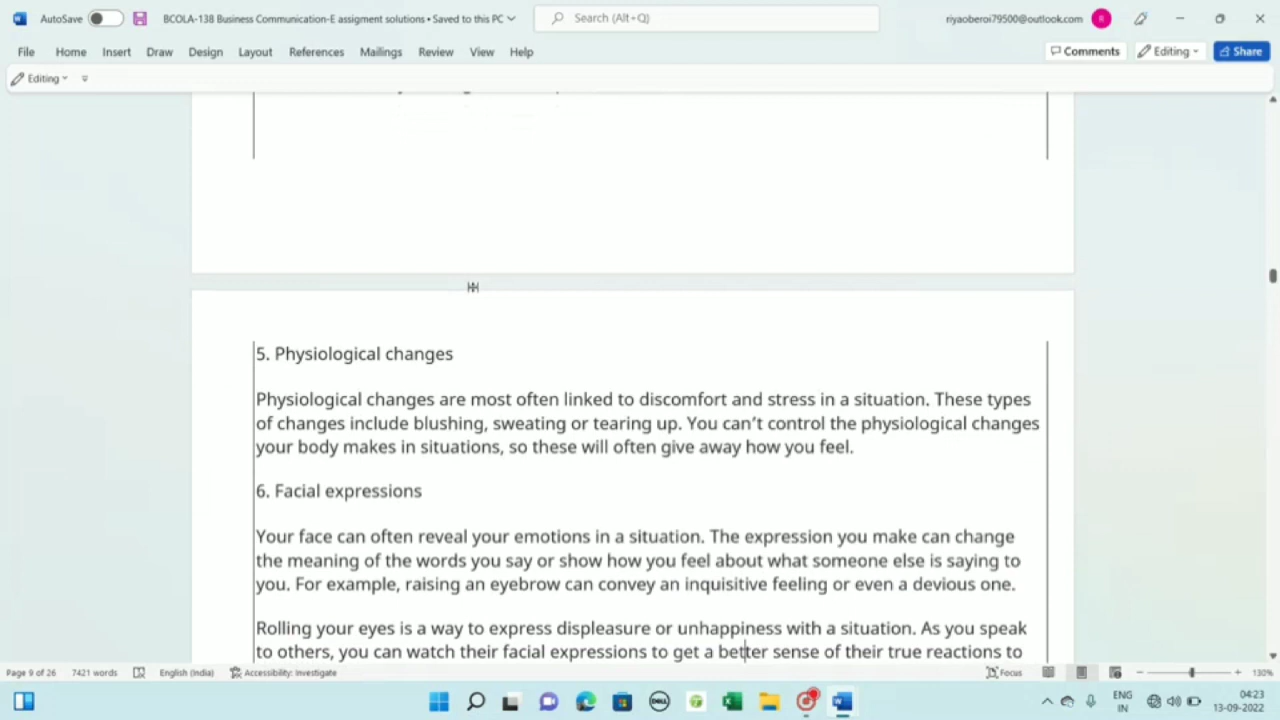 AutoSave
BCOLA-138 Business Communication-E assigment solutions • Saved to this PC
Search (Alt+Q)
riyaoberoi79500@outlook.com
R
File Home Insert Draw Design Layout References Mailings Review View Help
Comments Editing Share
Editing
5. Physiological changes
Physiological changes are most often linked to discomfort and stress in a situation. These types
of changes include blushing, sweating or tearing up. You can't control the physiological changes
your body makes in situations, so these will often give away how you feel.
6. Facial expressions
Your face can often reveal your emotions in a situation. The expression you make can change
the meaning of the words you say or show how you feel about what someone else is saying to
you. For example, raising an eyebrow can convey an inquisitive feeling or even a devious one.
Rolling your eyes is a way to express displeasure or unhappiness with a situation. As you speak
to others, you can watch their facial expressions to get a better sense of their true reactions to
Page 9 of 26 7421 words English (India) Accessibility: Investigate Focus 130%
DELL
ENG
IN
04:23
13-09-2022